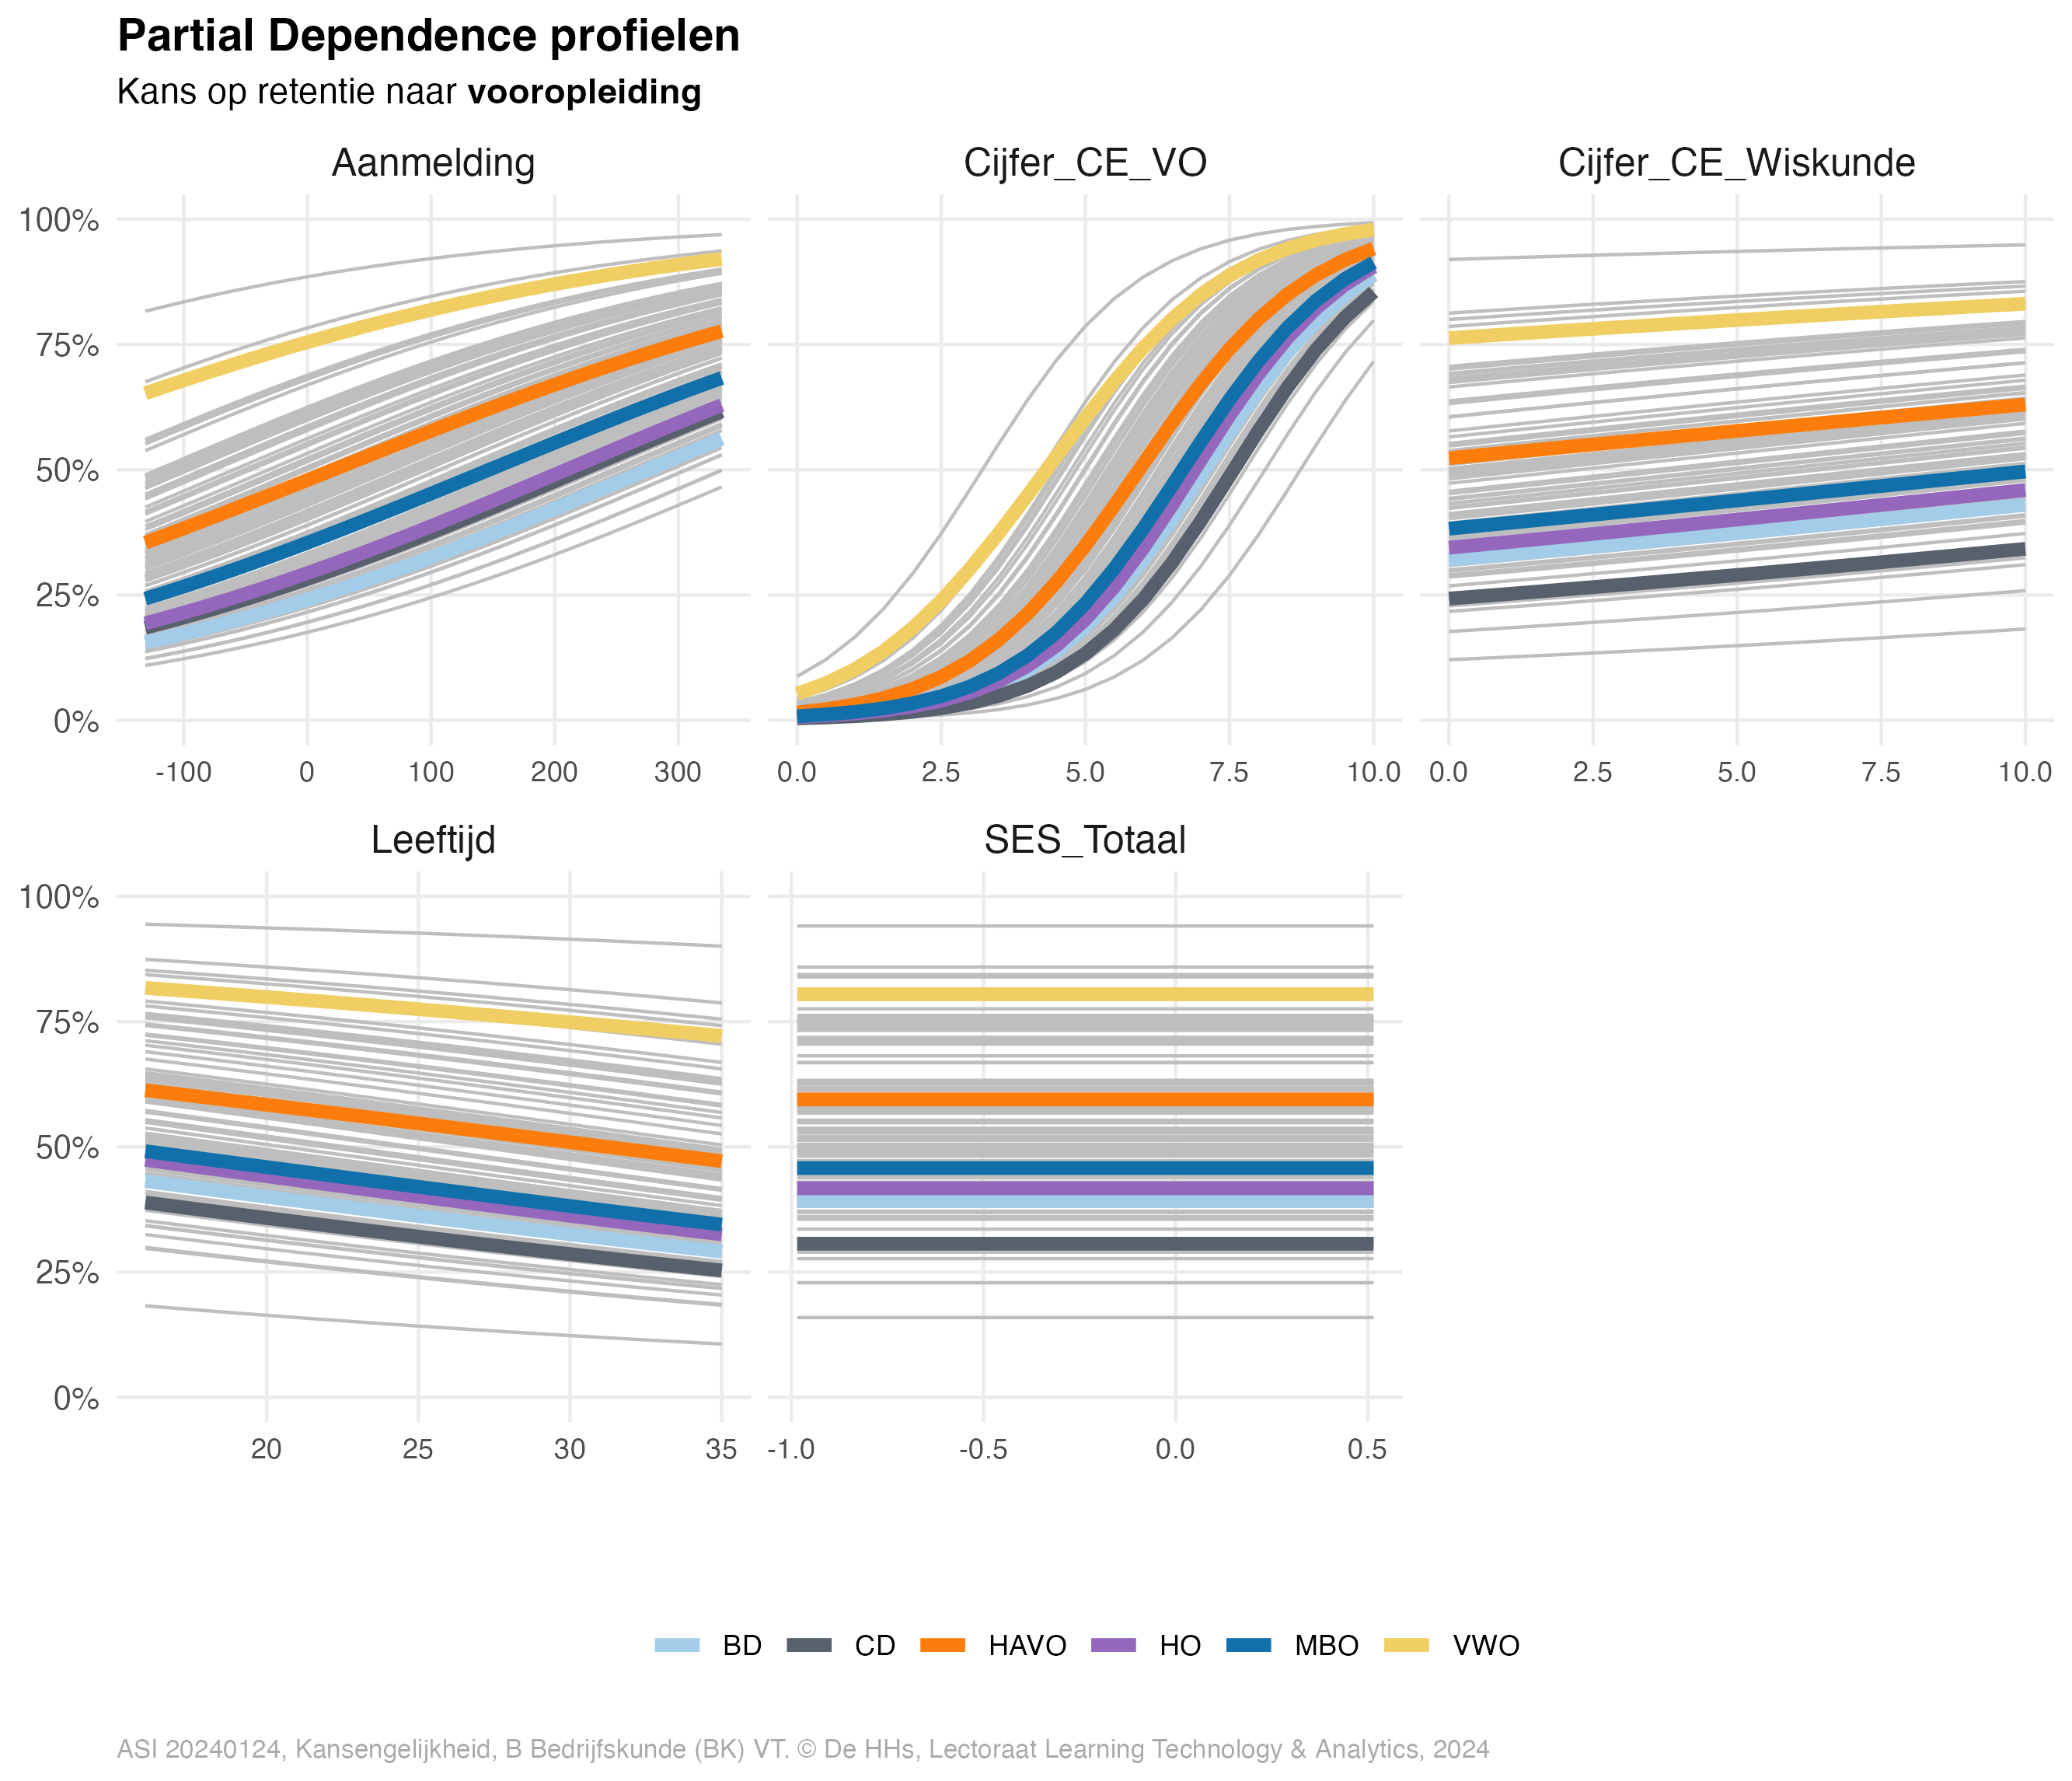 Partial Dependence profielen
Kans op retentie naar vooropleiding
Aanmelding
Cijfer_CE_VO
Cijfer_CE_Wiskunde
100%
75%
50%
25%
0%
-100 0 100 200 300
0.0 2.5 5.0 7.5 10.0
0.0 2.5 5.0 7.5 10.0
Leeftijd
SES_Totaal
100%
75%
50%
25%
0%
20 25 30 35
-1.0 -0.5 0.0 0.5
BD CD HAVO HO MBO VWO
ASI 20240124, Kansengelijkheid, B Bedrijfskunde (BK) VT. © De HHs, Lectoraat Learning Technology & Analytics, 2024